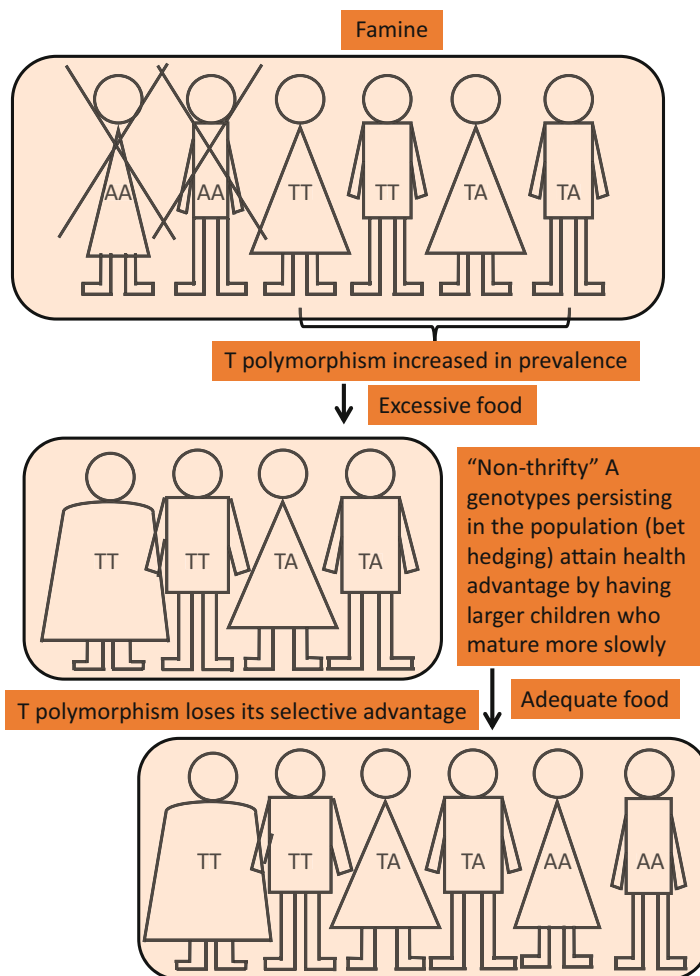 Famine
AA AA TT TT TA TA
T polymorphism increased in prevalence
Excessive food
TT TT TA TA
“Non-thrifty” A
genotypes persisting
in the population (bet
hedging) attain health
advantage by having
larger children who
mature more slowly
T polymorphism loses its selective advantage
Adequate food
TT TT TA TA AA AA